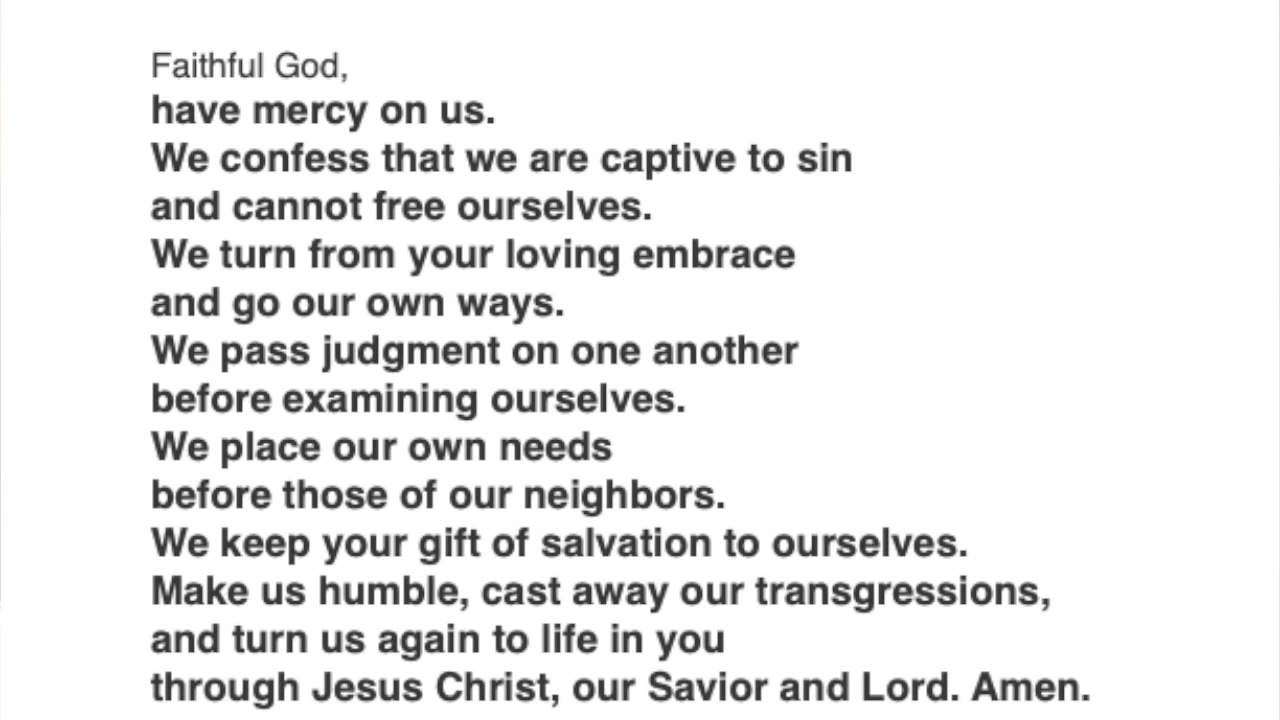 Faithful God,
have mercy on us.
We confess that we are captive to sin
and cannot free ourselves.
We turn from your loving embrace
and go our own ways.
We pass judgment on one another
before examining ourselves.
We place our own needs
before those of our neighbors.
We keep your gift of salvation to ourselves.
Make us humble, cast away our transgressions,
and turn us again to life in you
through Jesus Christ, our Savior and Lord. Amen.